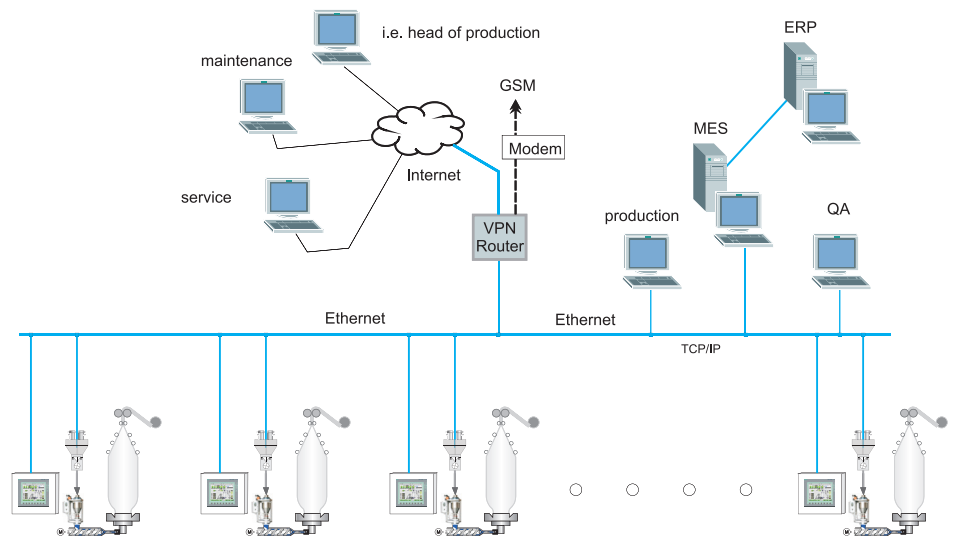 i.e. head of production
ERP
maintenance
GSM
MES
Modem
Internet
service
QA
production
VPN
Router
Ethernet
Ethernet
TCP/IP
M
M
M
M